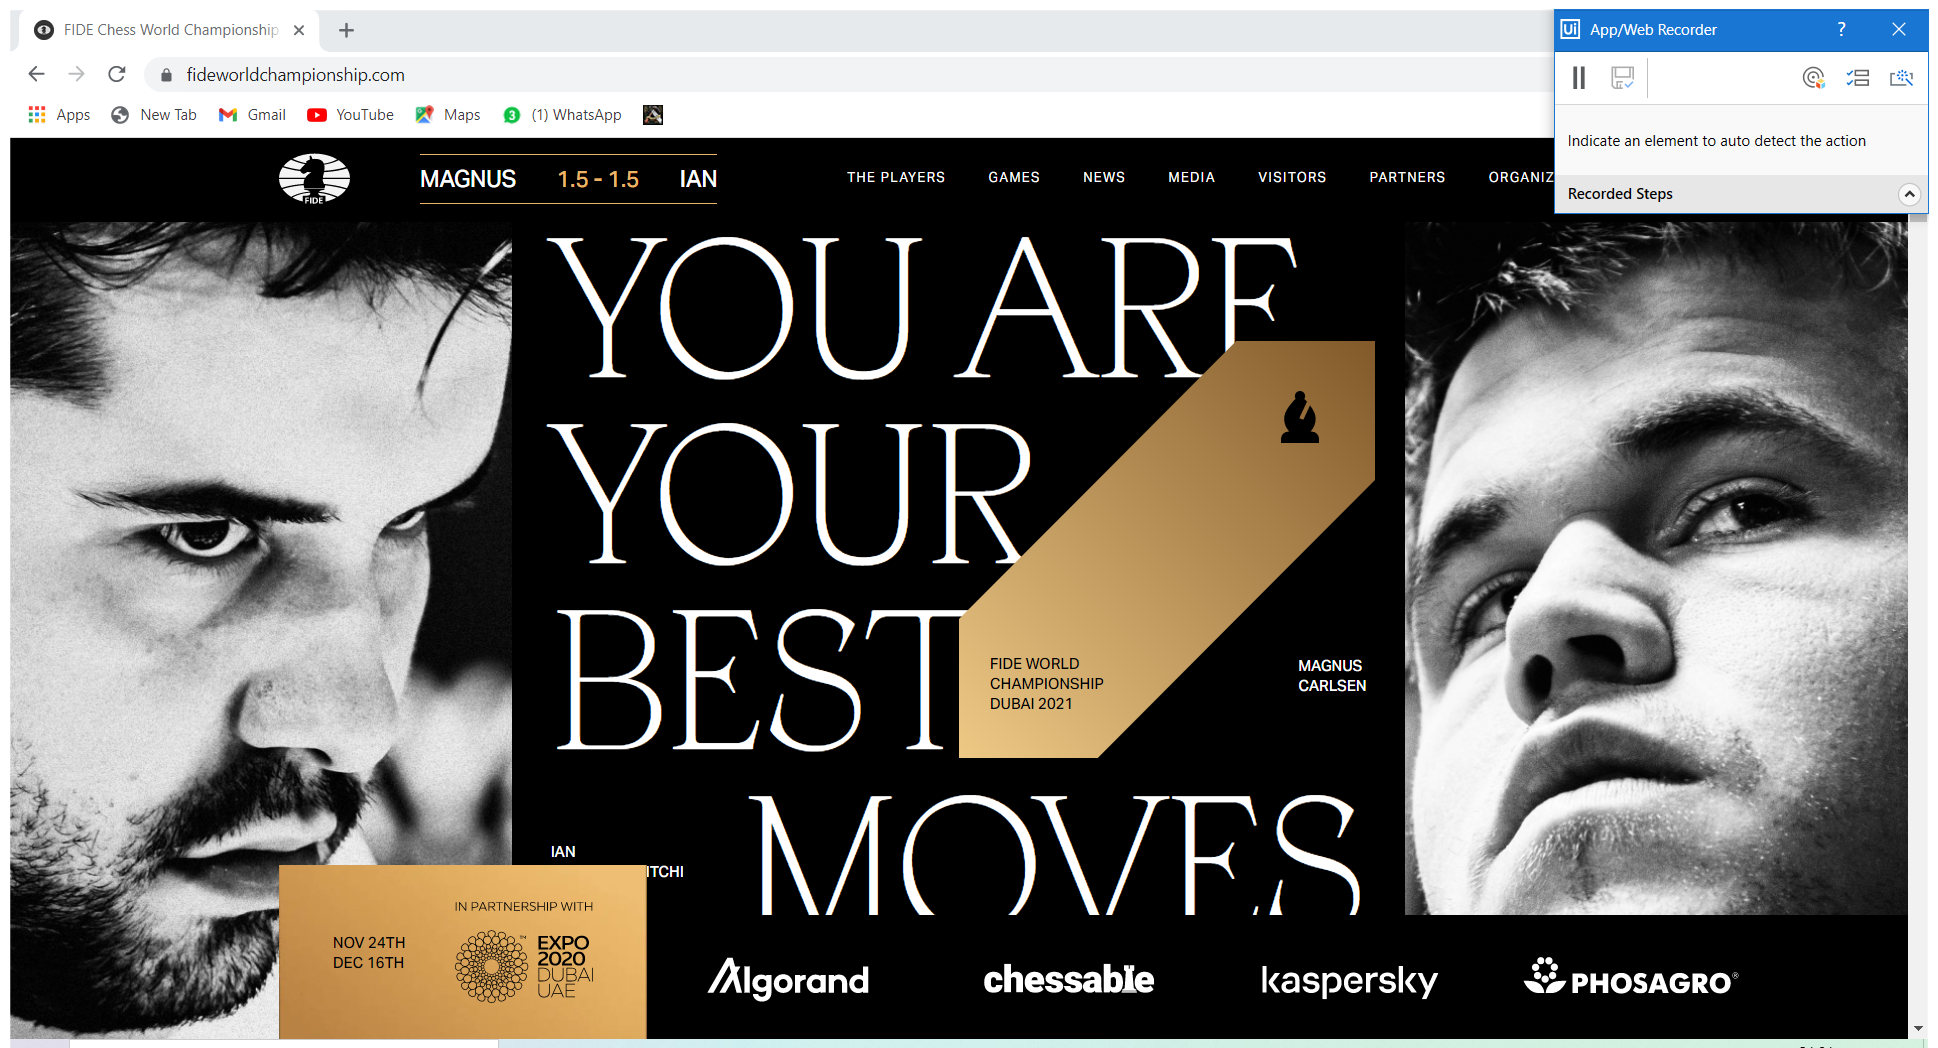 FIDE Chess World Championship
fideworldchampionship.com
Apps
New Tab
Gmail
YouTube
Maps
3
(1) WhatsApp
Ui
App/Web Recorder
?
Indicate an element to auto detect the action
Recorded Steps
FIDE
MAGNUS 1.5 - 1.5 IAN
THE PLAYERS
GAMES
NEWS
MEDIA
VISITORS
PARTNERS
ORGANIZ
YOU ARE
YOUR
BEST
MOVES
FIDE WORLD
CHAMPIONSHIP
DUBAI 2021
MAGNUS
CARLSEN
IAN
ITCHI
NOV 24TH
DEC 16TH
IN PARTNERSHIP WITH
EXPO
2020
DUBAI
UAE
™
Algorand
chessable
kaspersky
PHOSAGRO®